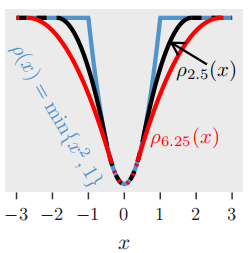 ρ(x) = min{x², 1}
ρ₂.₅(x)
ρ₆.₂₅(x)
−3 −2 −1 0 1 2 3
x